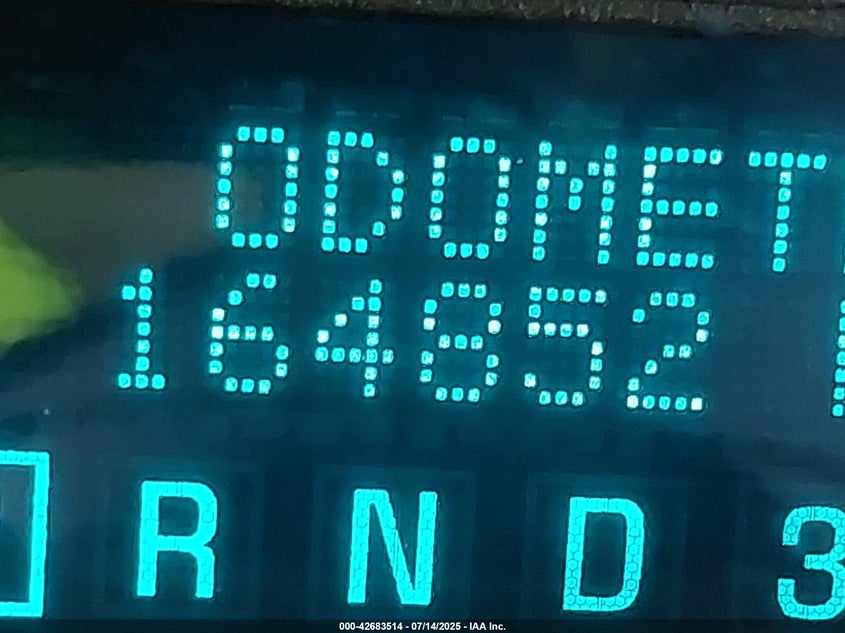 ODOMET
164852
R N D 3
000-42683514 - 07/14/2025 - IAA Inc.